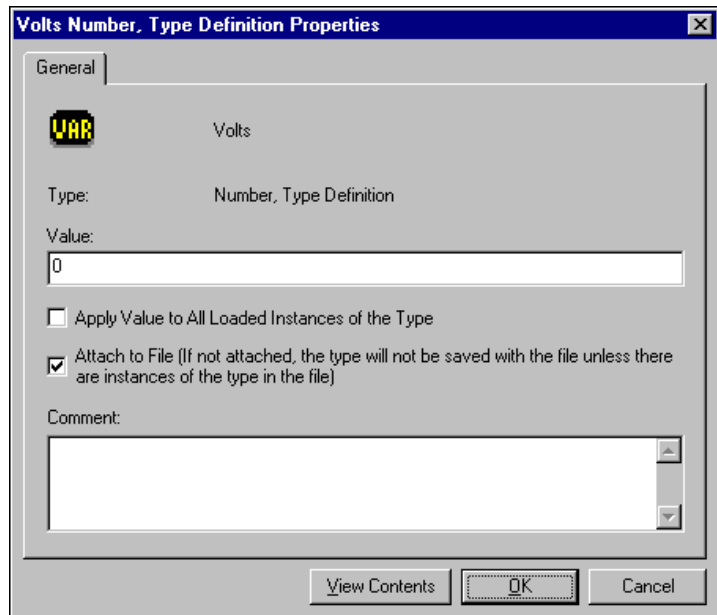 Volts Number, Type Definition Properties
General
VAR
Volts
Type:
Number, Type Definition
Value:
0
Apply Value to All Loaded Instances of the Type
Attach to File (If not attached, the type will not be saved with the file unless there
are instances of the type in the file)
Comment:
View Contents
OK
Cancel